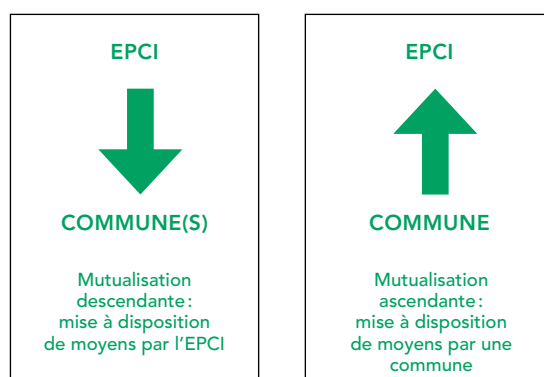 EPCI
COMMUNE(S)
Mutualisation
descendante :
mise à disposition
de moyens par l’EPCI
EPCI
COMMUNE
Mutualisation
ascendante :
mise à disposition
de moyens par une
commune